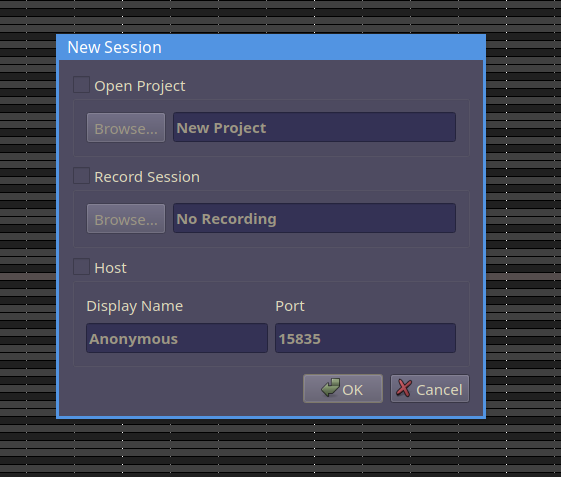 New Session
Open Project
Browse... New Project
Record Session
Browse... No Recording
Host
Display Name Port
Anonymous 15835
OK Cancel